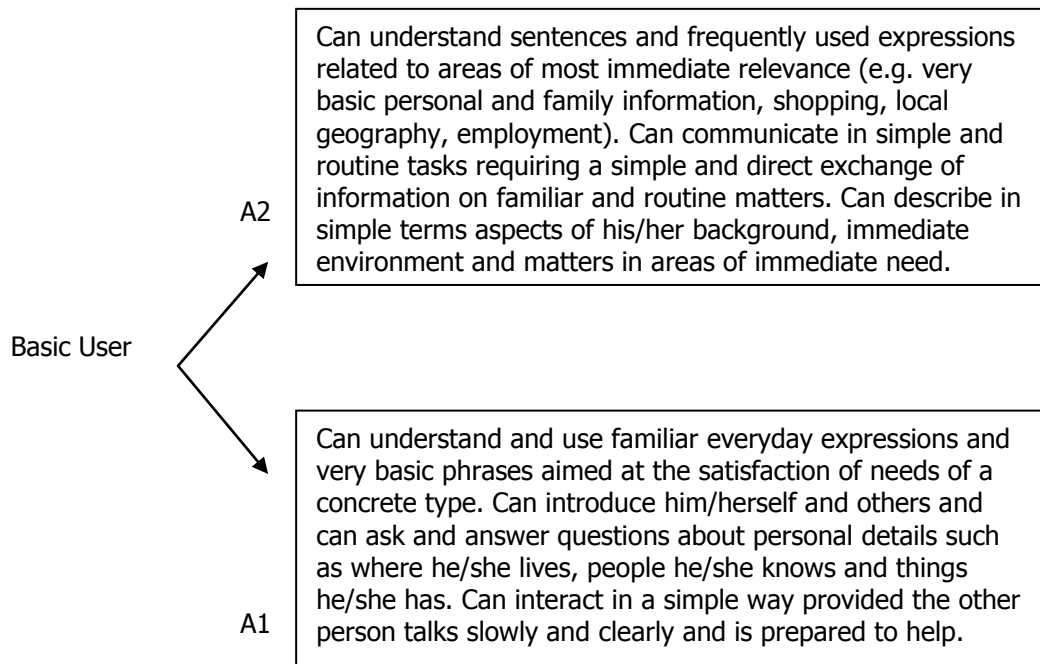 Can understand sentences and frequently used expressions
related to areas of most immediate relevance (e.g. very
basic personal and family information, shopping, local
geography, employment). Can communicate in simple and
routine tasks requiring a simple and direct exchange of
information on familiar and routine matters. Can describe in
A2
simple terms aspects of his/her background, immediate
environment and matters in areas of immediate need.
Basic User
Can understand and use familiar everyday expressions and
very basic phrases aimed at the satisfaction of needs of a
concrete type. Can introduce him/herself and others and
can ask and answer questions about personal details such
as where he/she lives, people he/she knows and things
he/she has. Can interact in a simple way provided the other
A1
person talks slowly and clearly and is prepared to help.